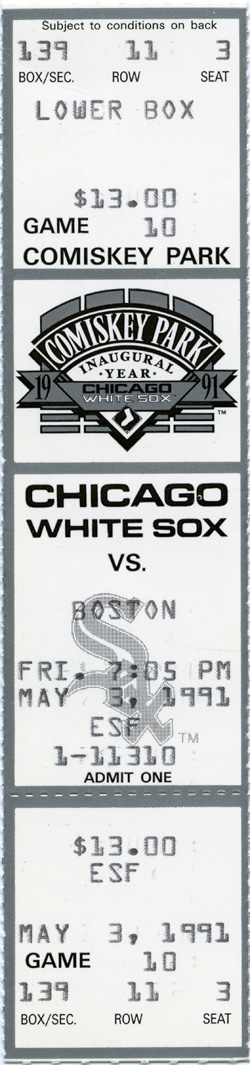 Subject to conditions on back
139 11 3
BOX/SEC. ROW SEAT
LOWER BOX
$13.00
GAME 10
COMISKEY PARK
COMISKEY PARK
INAUGURAL
· YEAR ·
19 CHICAGO 91
WHITE SOX
TM
CHICAGO
WHITE SOX
VS.
BOSTON
FRI. 7:05 PM
MAY 3, 1991
ESF
Sox
TM
1-11310
ADMIT ONE
$13.00
ESF
MAY 3, 1991
GAME 10
139 11 3
BOX/SEC. ROW SEAT